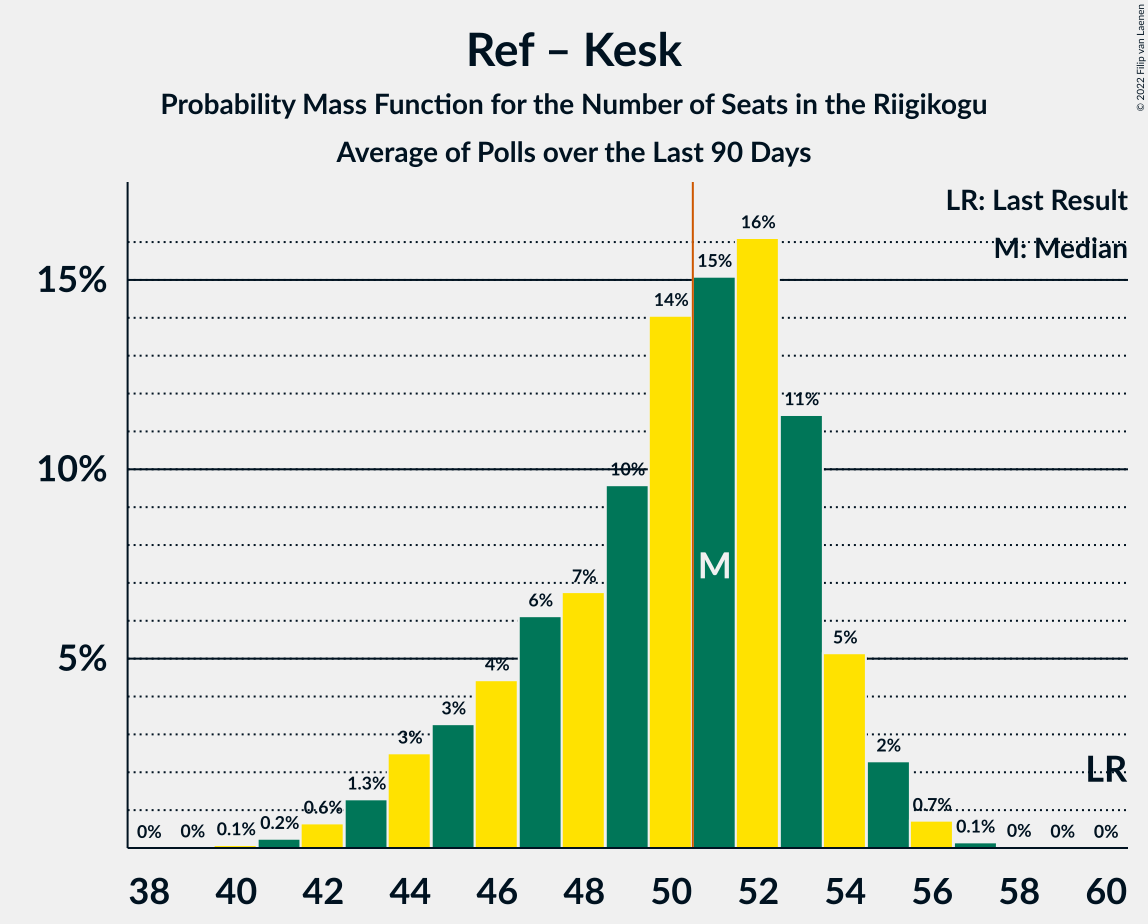 Ref – Kesk
Probability Mass Function for the Number of Seats in the Riigikogu
Average of Polls over the Last 90 Days
© 2022 Filip van Laenen
LR: Last Result
M: Median
15%
10%
5%
0%
0%
0.1%
0.2%
0.6%
1.3%
3%
3%
4%
6%
7%
10%
14%
15%
16%
11%
5%
2%
0.7%
0.1%
0%
0%
0%
M
LR
38 40 42 44 46 48 50 52 54 56 58 60